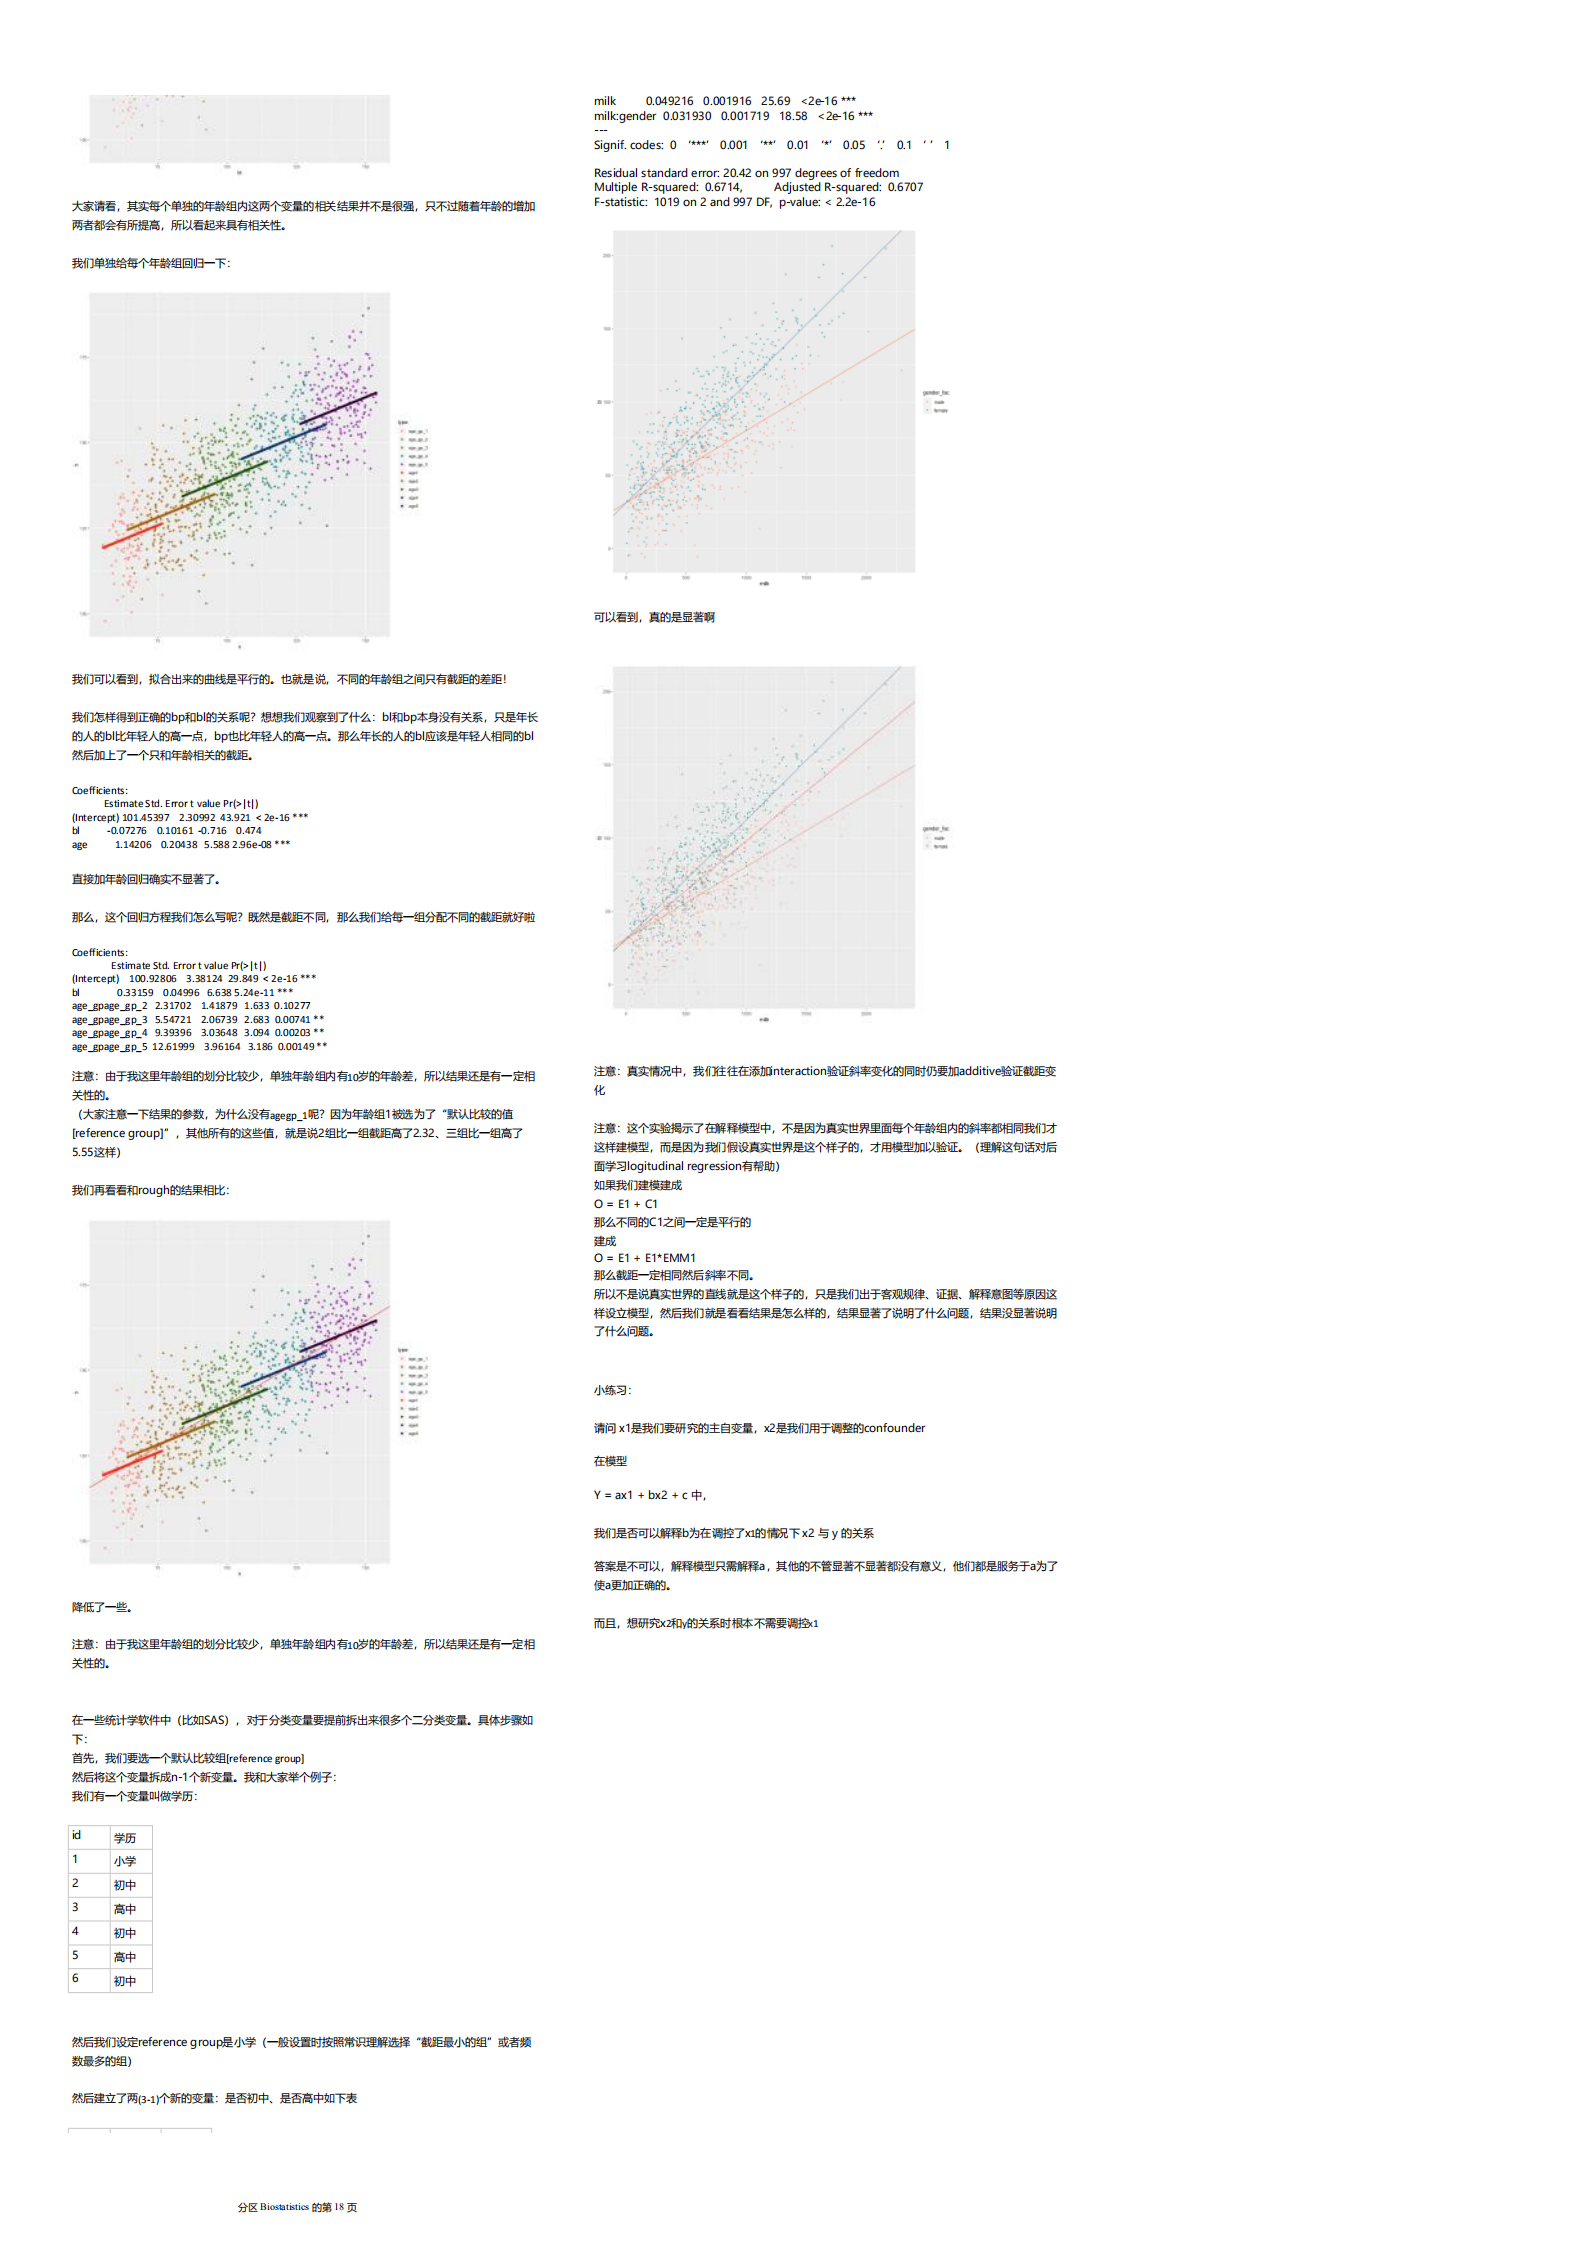 大家请看，其实每个单独的年龄组内这两个变量的相关结果并不是很强，只不过随着年龄的增加
两者都会有所提高，所以看起来具有相关性。
我们单独给每个年龄组回归一下：
我们可以看到，拟合出来的曲线是平行的。也就是说，不同的年龄组之间只有截距的差距！
我们怎样得到正确的bp和bl的关系呢？想想我们观察到了什么：bl和bp本身没有关系，只是年长
的人的bl比年轻人的高一点，bp也比年轻人的高一点。那么年长的人的bl应该是年轻人相同的bl
然后加上了一个只和年龄相关的截距。
Coefficients:
Estimate Std. Error t value Pr(>|t|)
(Intercept) 101.45397 2.30992 43.921 < 2e-16 ***
bl -0.07276 0.10161 -0.716 0.474
age 1.14206 0.20438 5.588 2.96e-08 ***
直接加年龄回归确实不显著了。
那么，这个回归方程我们怎么写呢？既然是截距不同，那么我们给每一组分配不同的截距就好啦
Coefficients:
Estimate Std. Error t value Pr(>|t|)
(Intercept) 100.92806 3.38124 29.849 < 2e-16 ***
bl 0.33159 0.04996 6.638 5.24e-11 ***
age_gpage_gp_2 2.31702 1.41879 1.633 0.10277
age_gpage_gp_3 5.54721 2.06739 2.683 0.00741 **
age_gpage_gp_4 9.39396 3.03648 3.094 0.00203 **
age_gpage_gp_5 12.61999 3.96164 3.186 0.00149 **
注意：由于我这里年龄组的划分比较少，单独年龄组内有10岁的年龄差，所以结果还是有一定相
关性的。
（大家注意一下结果的参数，为什么没有agegp_1呢？因为年龄组1被选为了“默认比较的值
[reference group]”，其他所有的这些值，就是说2组比一组截距高了2.32、三组比一组高了
5.55这样）
我们再看看和rough的结果相比：
降低了一些。
注意：由于我这里年龄组的划分比较少，单独年龄组内有10岁的年龄差，所以结果还是有一定相
关性的。
在一些统计学软件中（比如SAS），对于分类变量要提前拆出来很多个二分类变量。具体步骤如
下：
首先，我们要选一个默认比较组[reference group]
然后将这个变量拆成n-1个新变量。我和大家举个例子：
我们有一个变量叫做学历：
id 学历
1 小学
2 初中
3 高中
4 初中
5 高中
6 初中
然后我们设定reference group是小学（一般设置时按照常识理解选择“截距最小的组”或者频
数最多的组）
然后建立了两(3-1)个新的变量：是否初中、是否高中如下表
milk 0.049216 0.001916 25.69 <2e-16 ***
milk:gender 0.031930 0.001719 18.58 <2e-16 ***
---
Signif. codes: 0 ‘***’ 0.001 ‘**’ 0.01 ‘*’ 0.05 ‘.’ 0.1 ‘ ’ 1
Residual standard error: 20.42 on 997 degrees of freedom
Multiple R-squared: 0.6714, Adjusted R-squared: 0.6707
F-statistic: 1019 on 2 and 997 DF, p-value: < 2.2e-16
可以看到，真的是显著啊
注意：真实情况中，我们往往在添加interaction验证斜率变化的同时仍要加additive验证截距变
化
注意：这个实验揭示了在解释模型中，不是因为真实世界里面每个年龄组内的斜率都相同我们才
这样建模型，而是因为我们假设真实世界是这个样子的，才用模型加以验证。（理解这句话对后
面学习logitudinal regression有帮助）
如果我们建模建成
O = E1 + C1
那么不同的C1之间一定是平行的
建成
O = E1 + E1*EMM1
那么截距一定相同然后斜率不同。
所以不是说真实世界的直线就是这个样子的，只是我们出于客观规律、证据、解释意图等原因这
样设立模型，然后我们就是看看结果是怎么样的，结果显著了说明了什么问题，结果没显著说明
了什么问题。
小练习：
请问 x1是我们要研究的主自变量，x2是我们用于调整的confounder
在模型
Y = ax1 + bx2 + c 中，
我们是否可以解释b为在调控了x1的情况下 x2 与 y 的关系
答案是不可以，解释模型只需解释a，其他的不管显著不显著都没有意义，他们都是服务于a为了
使a更加正确的。
而且，想研究x2和y的关系时根本不需要调控x1
分区 Biostatistics 的第 18 页